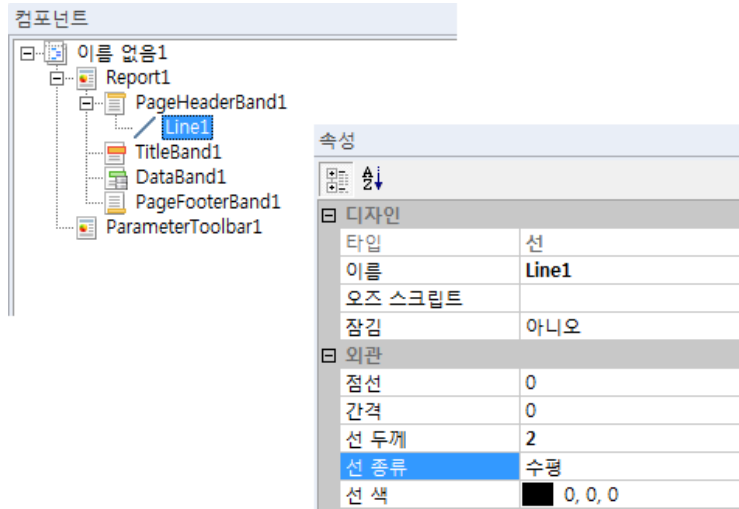 컴포넌트
이름 없음1
Report1
PageHeaderBand1
Line1
TitleBand1
DataBand1
PageFooterBand1
ParameterToolbar1
속성
A
Z
디자인
타입 선
이름 Line1
오즈 스크립트
잠김 아니오
외관
점선 0
간격 0
선 두께 2
선 종류 수평
선 색 0, 0, 0